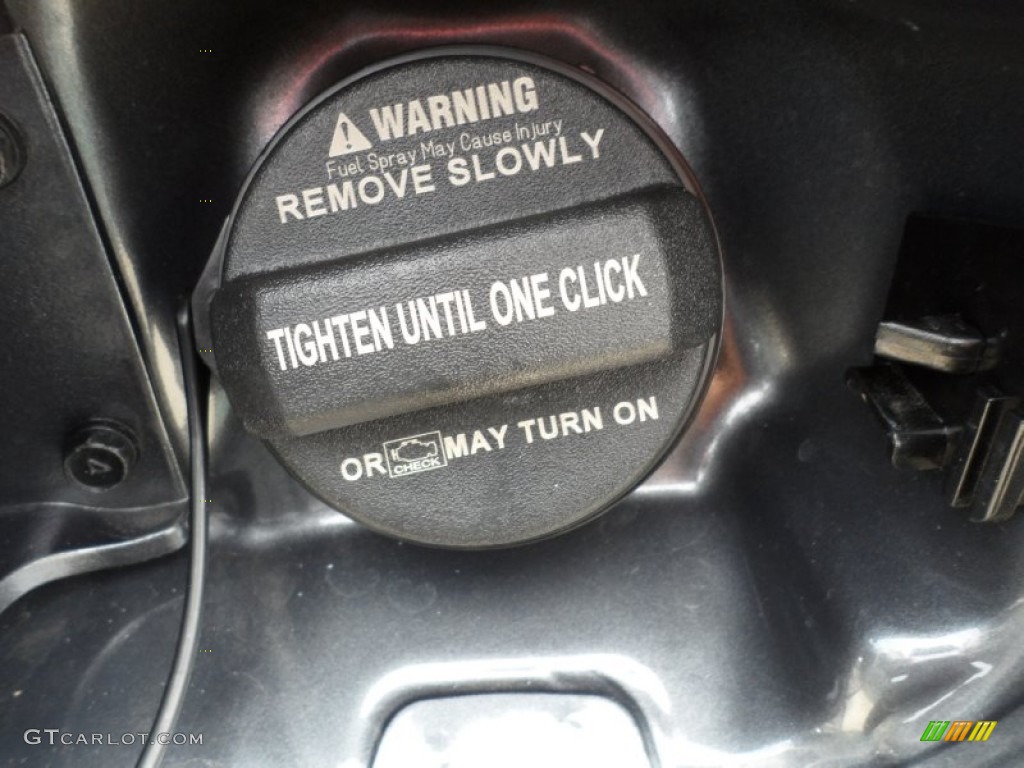 WARNING
Fuel Spray May Cause Injury
REMOVE SLOWLY
TIGHTEN UNTIL ONE CLICK
OR CHECK MAY TURN ON
GTCARLOT.COM